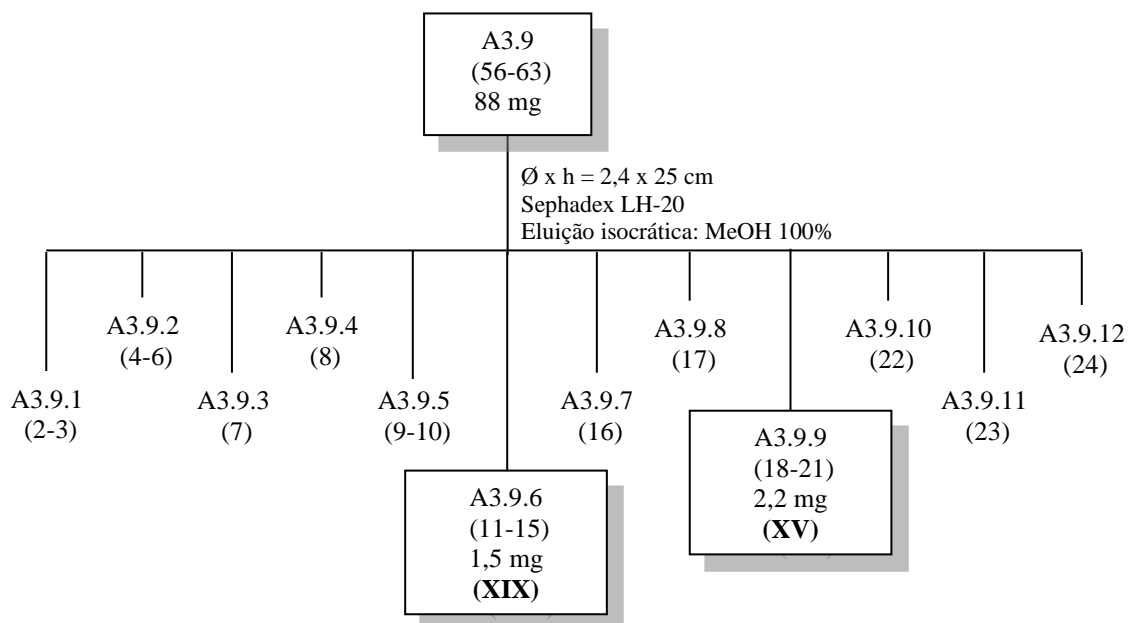 A3.9
(56-63)
88 mg
Ø x h = 2,4 x 25 cm
Sephadex LH-20
Eluição isocrática: MeOH 100%
A3.9.1
(2-3)
A3.9.2
(4-6)
A3.9.3
(7)
A3.9.4
(8)
A3.9.5
(9-10)
A3.9.6
(11-15)
1,5 mg
(XIX)
A3.9.7
(16)
A3.9.8
(17)
A3.9.9
(18-21)
2,2 mg
(XV)
A3.9.10
(22)
A3.9.11
(23)
A3.9.12
(24)